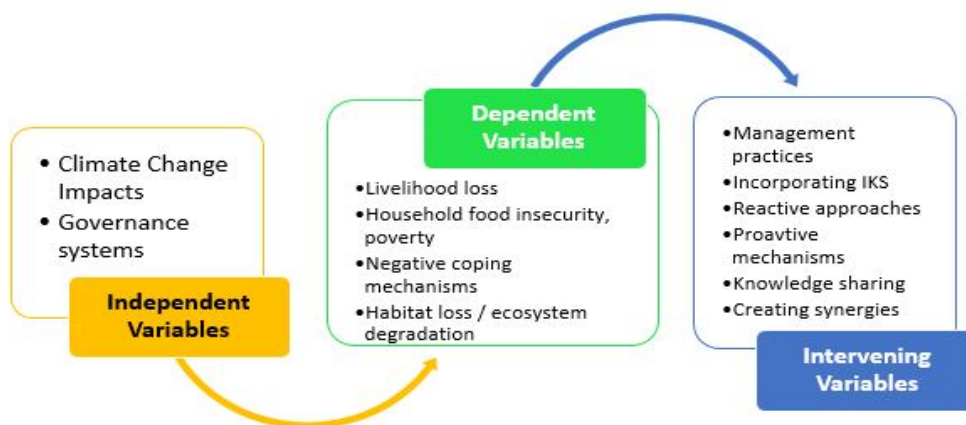 • Climate Change
Impacts
• Governance
systems
Independent
Variables
Dependent
Variables
•Livelihood loss
•Household food insecurity,
poverty
•Negative coping
mechanisms
•Habitat loss / ecosystem
degradation
•Management
practices
•Incorporating IKS
•Reactive approaches
•Proavtive
mechanisms
•Knowledge sharing
•Creating synergies
Intervening
Variables